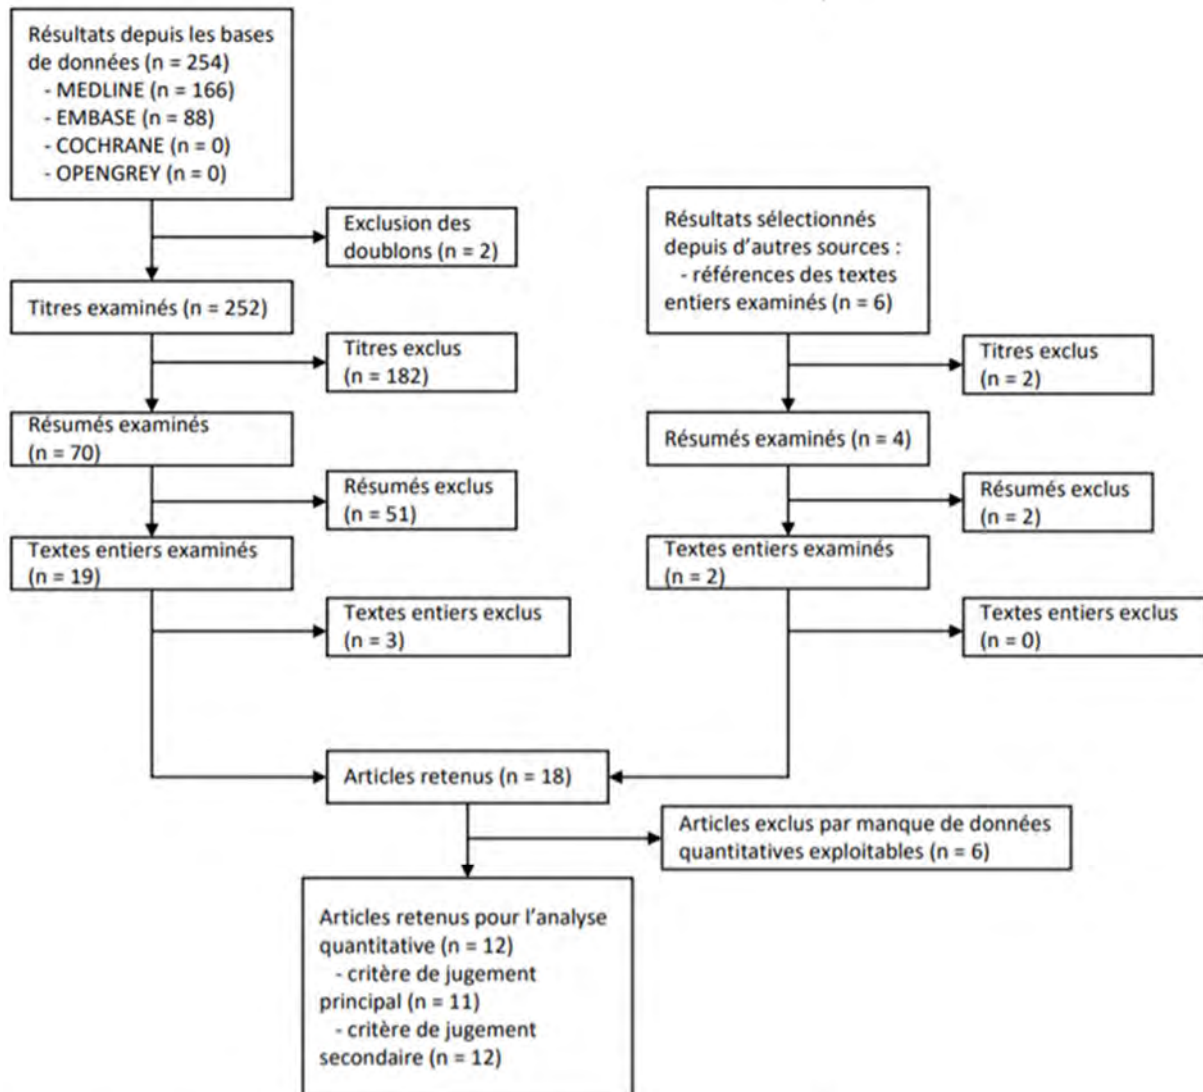 Résultats depuis les bases
de données (n = 254)
- MEDLINE (n = 166)
- EMBASE (n = 88)
- COCHRANE (n = 0)
- OPENGREY (n = 0)
Exclusion des
doublons (n = 2)
Titres examinés (n = 252)
Titres exclus
(n = 182)
Résumés examinés
(n = 70)
Résumés exclus
(n = 51)
Textes entiers examinés
(n = 19)
Textes entiers exclus
(n = 3)
Résultats sélectionnés
depuis d'autres sources :
- références des textes
entiers examinés (n = 6)
Titres exclus
(n = 2)
Résumés examinés (n = 4)
Résumés exclus
(n = 2)
Textes entiers examinés
(n = 2)
Textes entiers exclus
(n = 0)
Articles retenus (n = 18)
Articles exclus par manque de données
quantitatives exploitables (n = 6)
Articles retenus pour l'analyse
quantitative (n = 12)
- critère de jugement
principal (n = 11)
- critère de jugement
secondaire (n = 12)